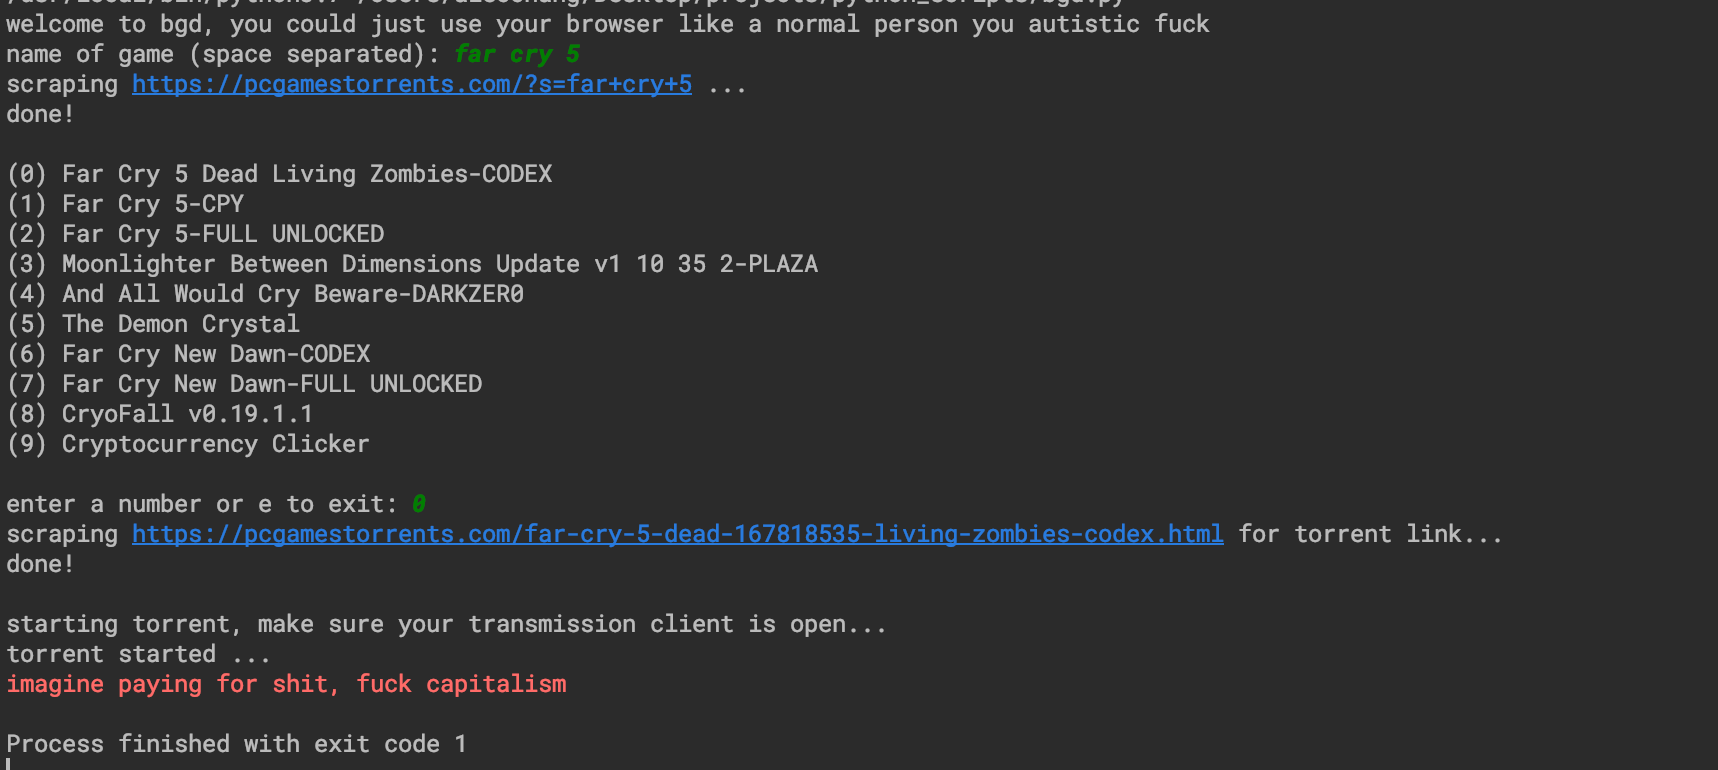 welcome to bgd, you could just use your browser like a normal person you autistic fuck
name of game (space separated): far cry 5
scraping https://pcgamestorrents.com/?s=far+cry+5 ...
done!
(0) Far Cry 5 Dead Living Zombies-CODEX
(1) Far Cry 5-CPY
(2) Far Cry 5-FULL UNLOCKED
(3) Moonlighter Between Dimensions Update v1 10 35 2-PLAZA
(4) And All Would Cry Beware-DARKZER0
(5) The Demon Crystal
(6) Far Cry New Dawn-CODEX
(7) Far Cry New Dawn-FULL UNLOCKED
(8) CryoFall v0.19.1.1
(9) Cryptocurrency Clicker
enter a number or e to exit: 0
scraping https://pcgamestorrents.com/far-cry-5-dead-167818535-living-zombies-codex.html for torrent link...
done!
starting torrent, make sure your transmission client is open...
torrent started ...
imagine paying for shit, fuck capitalism
Process finished with exit code 1